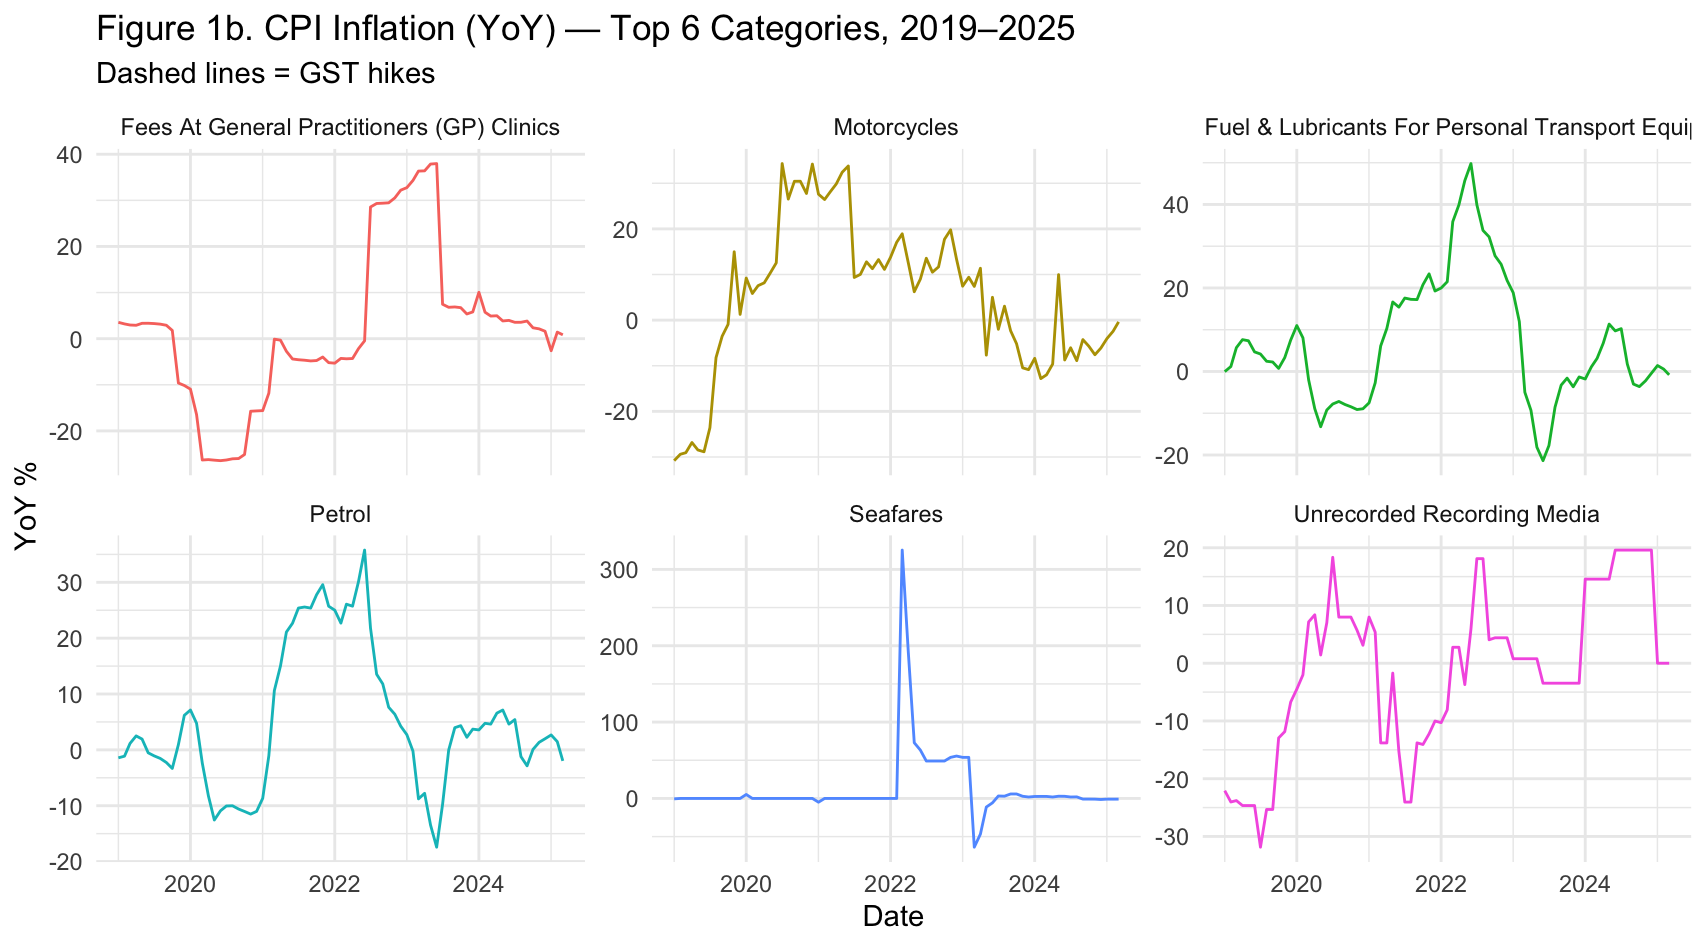 Figure 1b. CPI Inflation (YoY) — Top 6 Categories, 2019–2025
Dashed lines = GST hikes
Fees At General Practitioners (GP) Clinics
Motorcycles
Fuel & Lubricants For Personal Transport Equip
40
20
0
-20
20
0
-20
40
20
0
-20
YoY %
Petrol
Seafares
Unrecorded Recording Media
30
20
10
0
-10
-20
300
200
100
0
20
10
0
-10
-20
-30
2020 2022 2024
2020 2022 2024
2020 2022 2024
Date